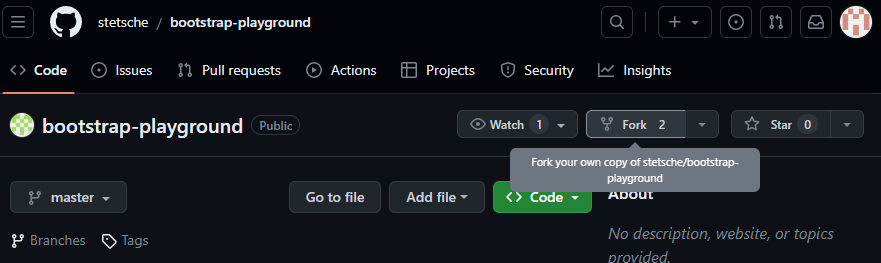 stetsche / bootstrap-playground
Code Issues Pull requests Actions Projects Security Insights
bootstrap-playground Public Watch 1 Fork 2 Star 0
Fork your own copy of stetsche/bootstrap-
playground
master Go to file Add file Code About
Branches Tags No description, website, or topics
provided.